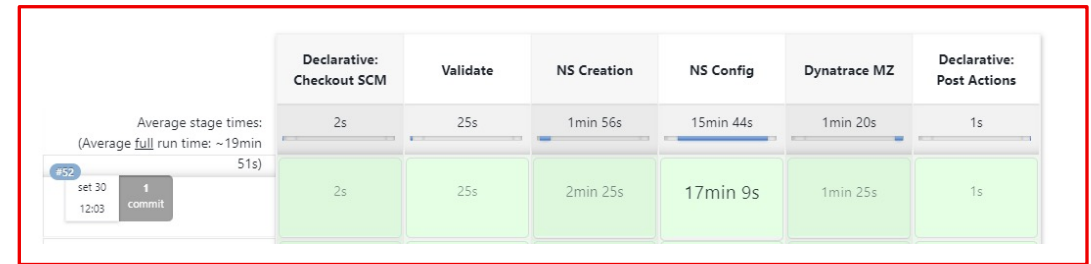 Declarative:
Checkout SCM
Validate
NS Creation
NS Config
Dynatrace MZ
Declarative:
Post Actions
Average stage times:
(Average full run time: ~19min
51s)
2s
25s
1min 56s
15min 44s
1min 20s
1s
#52
set 30
12:03
1
commit
2s
25s
2min 25s
17min 9s
1min 25s
1s